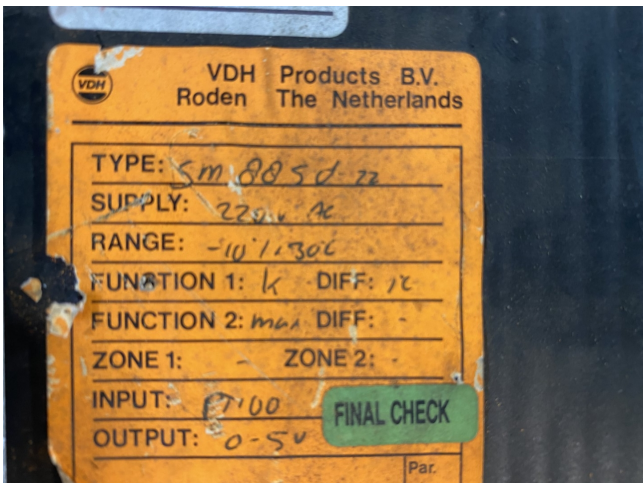 VDH
VDH Products B.V.
Roden The Netherlands
TYPE: Sm 885d-22
SUPPLY: 220v AC
RANGE: -10/+30C
FUNCTION 1: k DIFF: 1c
FUNCTION 2: max DIFF: -
ZONE 1: - ZONE 2: -
INPUT: PT100
OUTPUT: 0-5v
FINAL CHECK
Par.